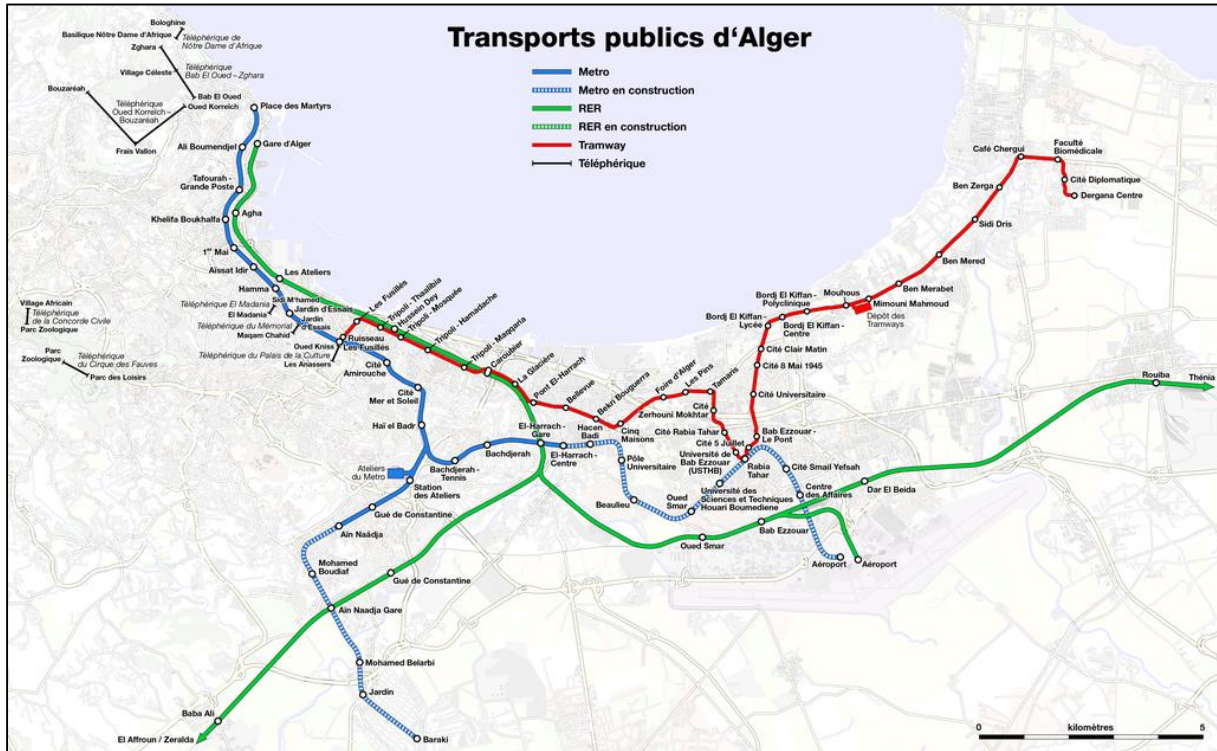 Transports publics d'Alger
Metro
Metro en construction
RER
RER en construction
Tramway
Téléphérique
Bologhine
Basilique Nôtre Dame d'Afrique
Téléphérique de
Nôtre Dame d'Afrique
Zghara
Village Céleste
Téléphérique
Bab El Oued – Zghara
Bab El Oued
Bouzaréah
Téléphérique
Oued Korreïch –
Bouzaréah
Oued Korreïch
Frais Vallon
Place des Martyrs
Ali Boumendjel
Gare d'Alger
Tafourah -
Grande Poste
Khelifa Boukhalfa
Agha
1er Mai
Aïssat Idir
Les Ateliers
Hamma
Sidi M'hamed
Téléphérique El Madania
El Madania
Jardin d'Essais
Jardin
d'Essais
Téléphérique du Mémorial
Maqam Chahid
Oued Kniss
Ruisseau
Les Fusillés
Téléphérique du Palais de la Culture
Les Anassers
Village Africain
Téléphérique
de la Concorde Civile
Parc Zoologique
Parc
Zoologique
Téléphérique
du Cirque des Fauves
Parc des Loisirs
Les Fusillés
Tripoli - Thaalibia
Hussein Dey
Tripoli - Mosquée
Tripoli - Hamadache
Tripoli - Maqqaria
Caroubier
La Glacière
Pont El-Harrach
Bellevue
Bekri Bouguerra
Cinq
Maisons
Foire d'Alger
Les Pins
Tamaris
Cité
Zerhouni Mokhtar
Cité Rabia Tahar
Cité 5 Juillet
Université de
Bab Ezzouar
(USTHB)
Rabia
Tahar
Bab Ezzouar -
Le Pont
Cité Universitaire
Cité 8 Mai 1945
Cité Clair Matin
Bordj El Kiffan -
Lycée
Bordj El Kiffan -
Centre
Bordj El Kiffan -
Polyclinique
Mouhous
Mimouni Mahmoud
Dépôt des
Tramways
Ben Merabet
Ben Mered
Sidi Dris
Ben Zerga
Café Chergui
Faculté
Biomédicale
Cité Diplomatique
Dergana Centre
Cité
Amirouche
Cité
Mer et Soleil
Haï el Badr
Ateliers
du Metro
Station
des Ateliers
Bachdjerah -
Tennis
Bachdjerah
El-Harrach -
Gare
El-Harrach -
Centre
Hacen
Badi
Pôle
Universitaire
Beaulieu
Oued
Smar
Université des
Sciences et Techniques
Houari Boumediene
Cité Smail Yefsah
Centre
des Affaires
Aéroport
Aéroport
Gué de Constantine
Aïn Naâdja
Mohamed
Boudiaf
Gué de Constantine
Aïn Naadja Gare
Mohamed Belarbi
Jardin
Baraki
Baba Ali
El Affroun / Zeralda
Oued Smar
Bab Ezzouar
Dar El Beida
Rouiba
Thénia
0 kilomètres 5